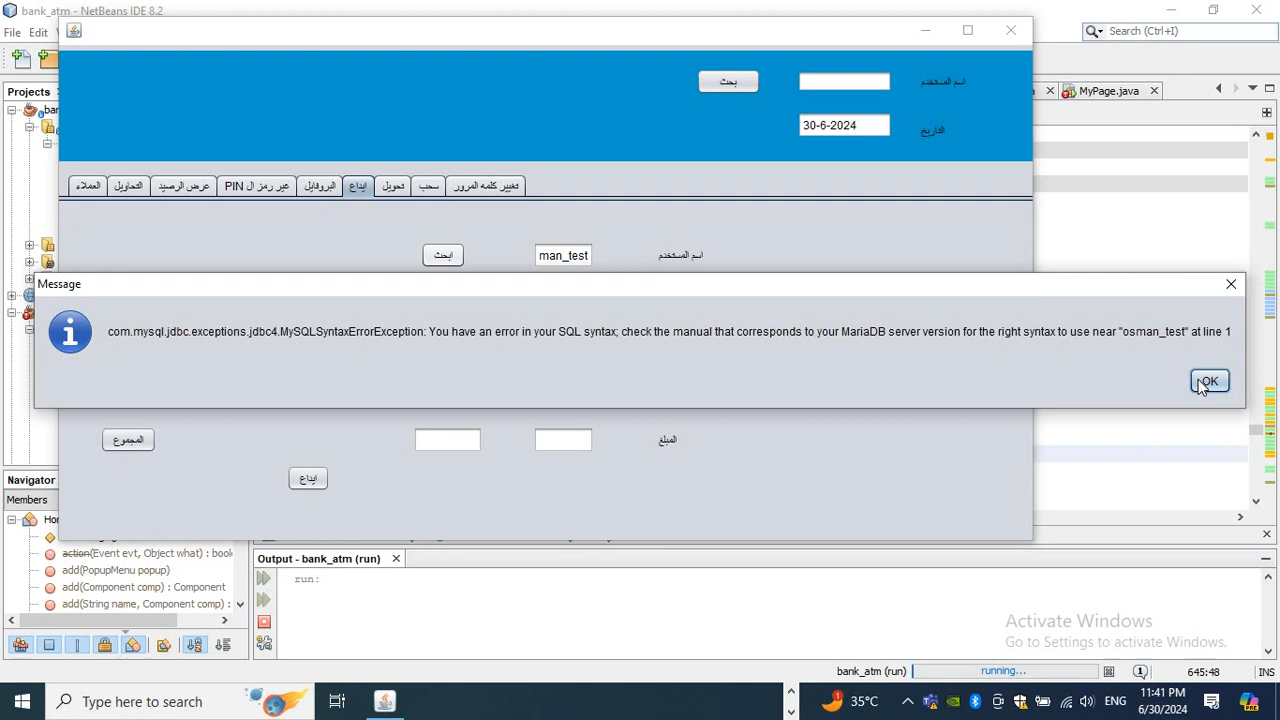 bank_atm - NetBeans IDE 8.2
File Edit
Search (Ctrl+I)
Projects
MyPage.java
بحث
اسم المستخدم
30-6-2024
التاريخ
العملاء
التحاويل
عرض الرصيد
غير رمز ال PIN
البروفايل
ايداع
تحويل
سحب
تغيير كلمه المرور
ابحث
man_test
اسم المستخدم
Message
com.mysql.jdbc.exceptions.jdbc4.MySQLSyntaxErrorException: You have an error in your SQL syntax; check the manual that corresponds to your MariaDB server version for the right syntax to use near "osman_test" at line 1
OK
المجموع
المبلغ
ايداع
Navigator
Members
action(Event evt, Object what) : bool
add(PopupMenu popup)
add(Component comp) : Component
add(String name, Component comp) :
Output - bank_atm (run)
run:
Activate Windows
Go to Settings to activate Windows.
bank_atm (run)
running...
1
645:48
INS
Type here to search
35°C
ENG
11:41 PM
6/30/2024